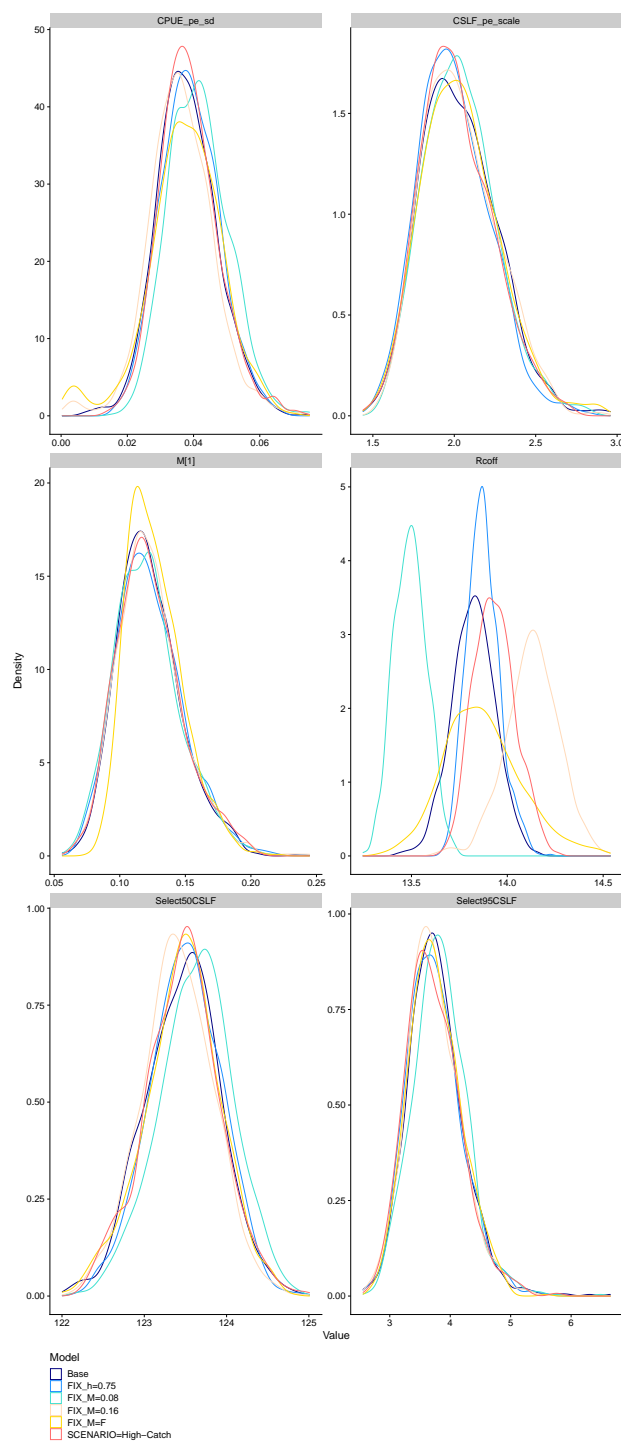 CPUE_pe_sd
CSLF_pe_scale
50
40
30
20
10
0
0.00 0.02 0.04 0.06
1.5
1.0
0.5
0.0
1.5 2.0 2.5 3.0
M[1]
Rcoff
20
15
10
5
0
0.05 0.10 0.15 0.20 0.25
5
4
3
2
1
0
13.5 14.0 14.5
Density
Select50CSLF
Select95CSLF
1.00
0.75
0.50
0.25
0.00
122 123 124 125
0.75
0.50
0.25
0.00
3 4 5 6
Value
Model
Base
FIX_h=0.75
FIX_M=0.08
FIX_M=0.16
FIX_M=F
SCENARIO=High−Catch